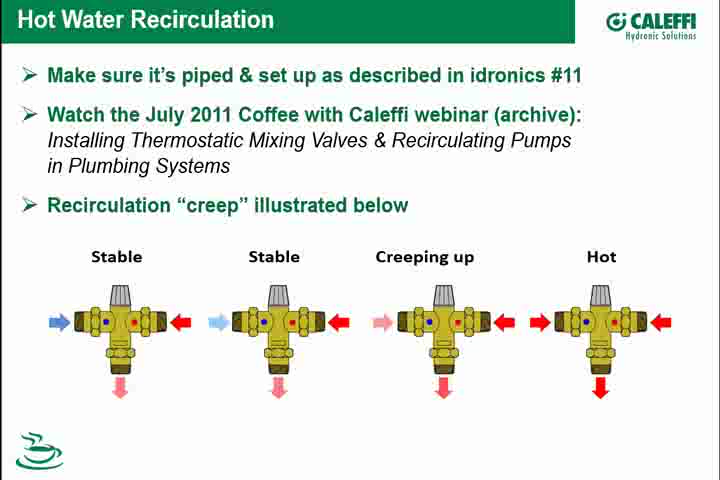 Hot Water Recirculation
CALEFFI
Hydronic Solutions
Make sure it's piped & set up as described in idronics #11
Watch the July 2011 Coffee with Caleffi webinar (archive):
Installing Thermostatic Mixing Valves & Recirculating Pumps
in Plumbing Systems
Recirculation “creep” illustrated below
Stable Stable Creeping up Hot